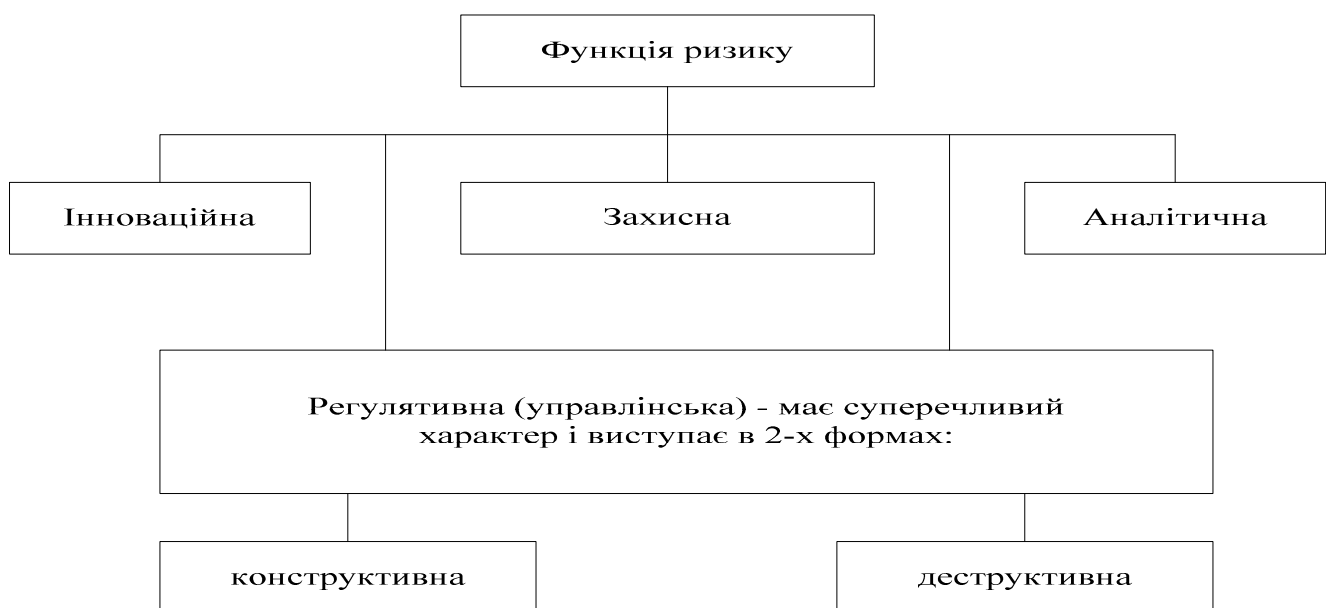 Функція ризику
Інноваційна
Захисна
Аналітична
Регулятивна (управлінська) - має суперечливий
характер і виступає в 2-х формах:
конструктивна
деструктивна